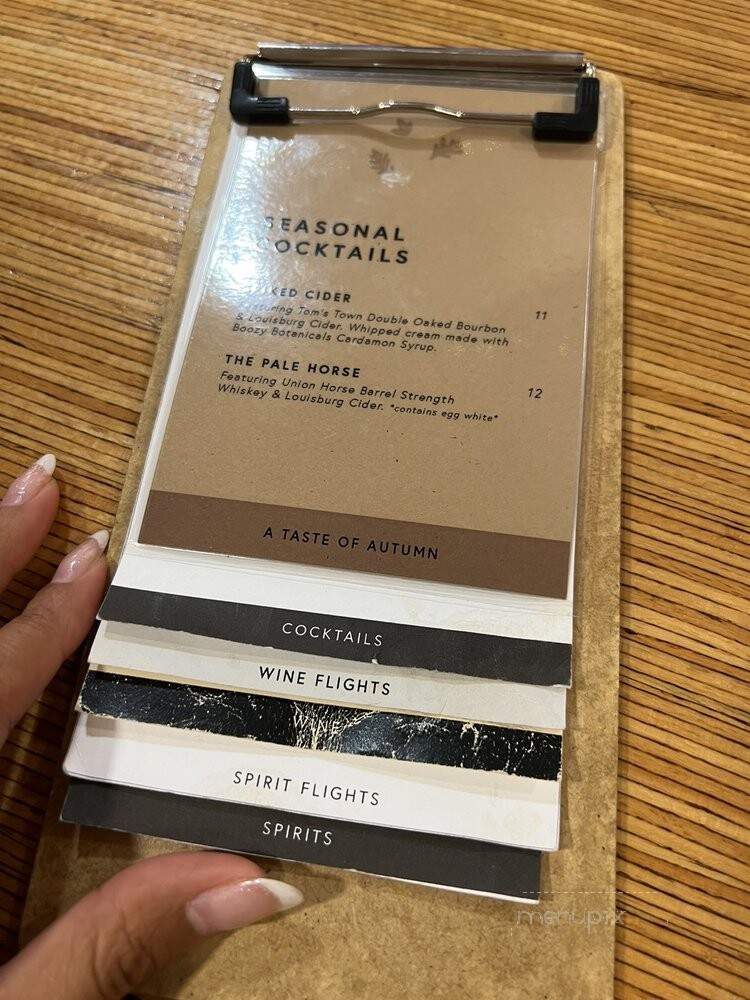 SEASONAL
COCKTAILS
KED CIDER 11
uring Tom's Town Double Oaked Bourbon
& Louisburg Cider. Whipped cream made with
Boozy Botanicals Cardamon Syrup.
THE PALE HORSE 12
Featuring Union Horse Barrel Strength
Whiskey & Louisburg Cider. *contains egg white*
A TASTE OF AUTUMN
COCKTAILS
WINE FLIGHTS
SPIRIT FLIGHTS
SPIRITS
menupix